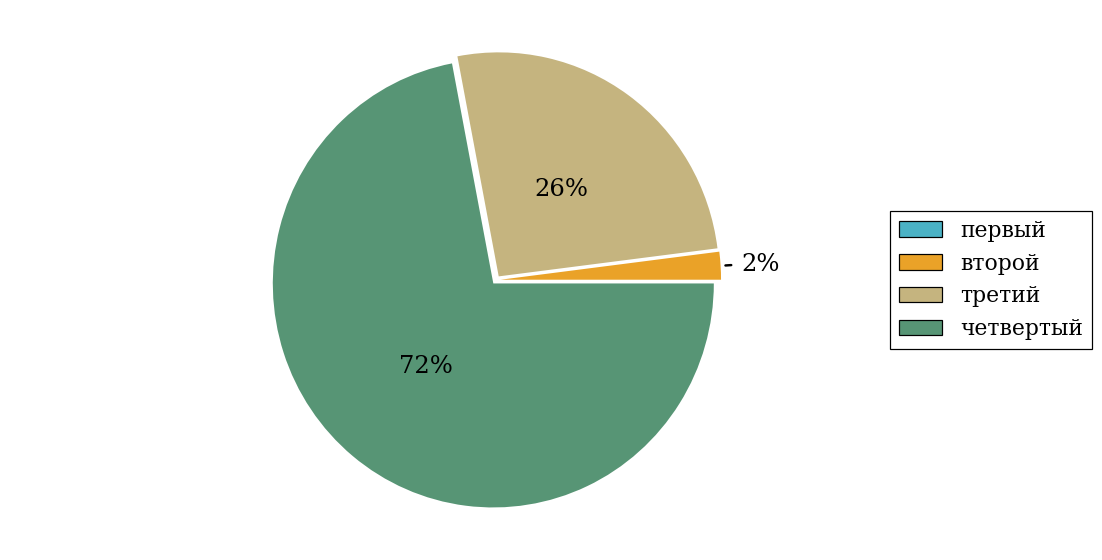 26%
2%
72%
первый
второй
третий
четвертый